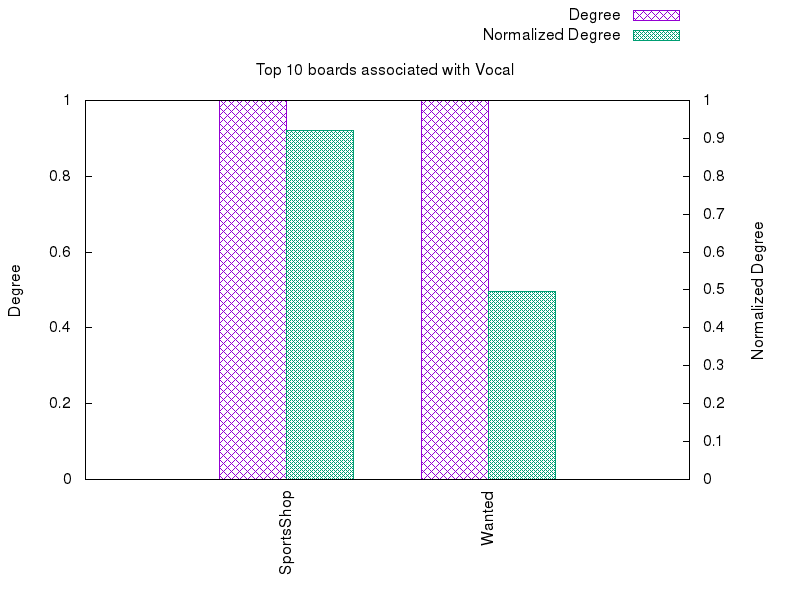 Degree
Normalized Degree
Top 10 boards associated with Vocal
1
0.8
0.6
0.4
0.2
0
Degree
1
0.9
0.8
0.7
0.6
0.5
0.4
0.3
0.2
0.1
0
Normalized Degree
SportsShop
Wanted